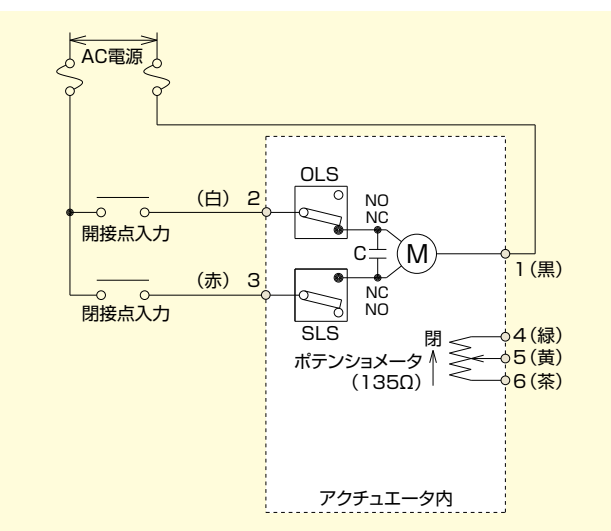 AC電源
OLS
(白) 2
NO
NC
開接点入力
C
M
1(黒)
(赤) 3
NC
NO
閉接点入力
SLS
閉
4(緑)
ポテンショメータ
5(黄)
(135Ω)
6(茶)
アクチュエータ内